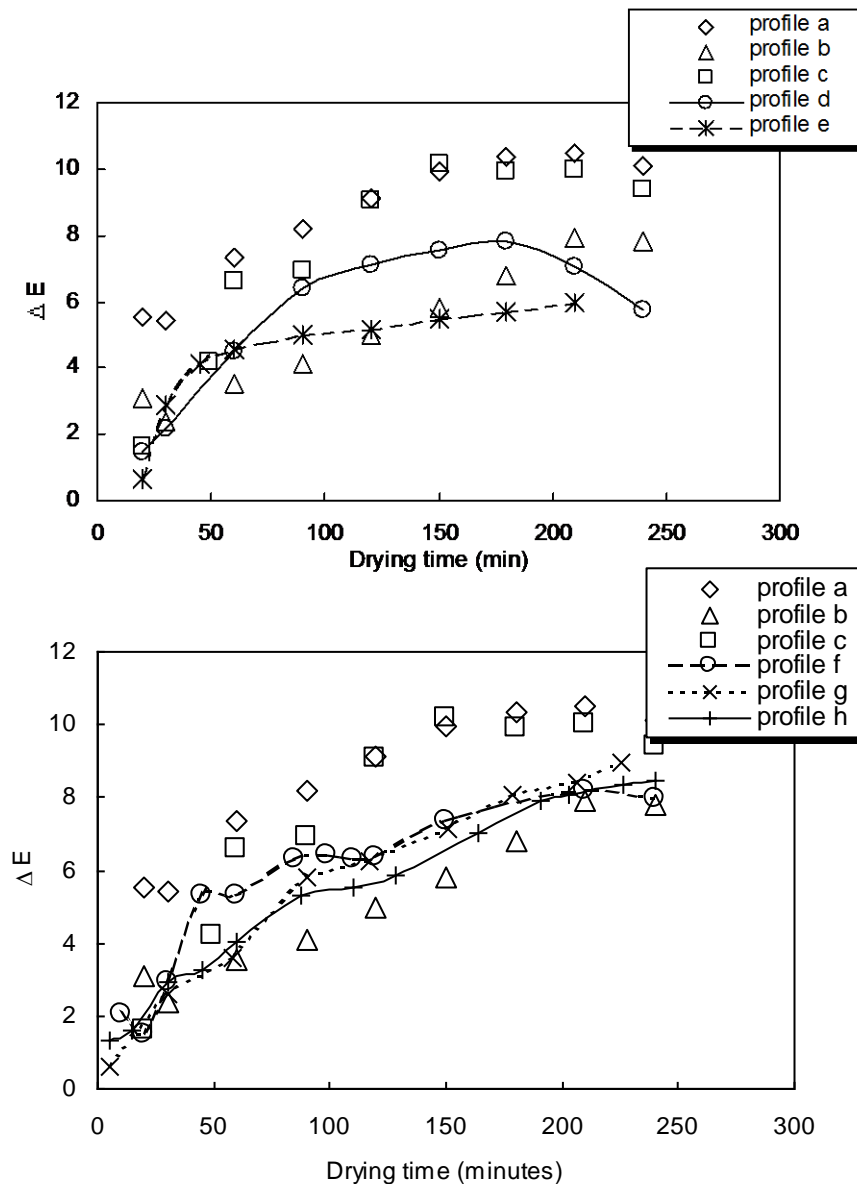 profile a
profile b
profile c
profile d
profile e
12
10
8
6
4
2
0
Δ E
0 50 100 150 200 250 300
Drying time (min)
profile a
profile b
profile c
profile f
profile g
profile h
12
10
8
6
4
2
0
Δ E
0 50 100 150 200 250 300
Drying time (minutes)